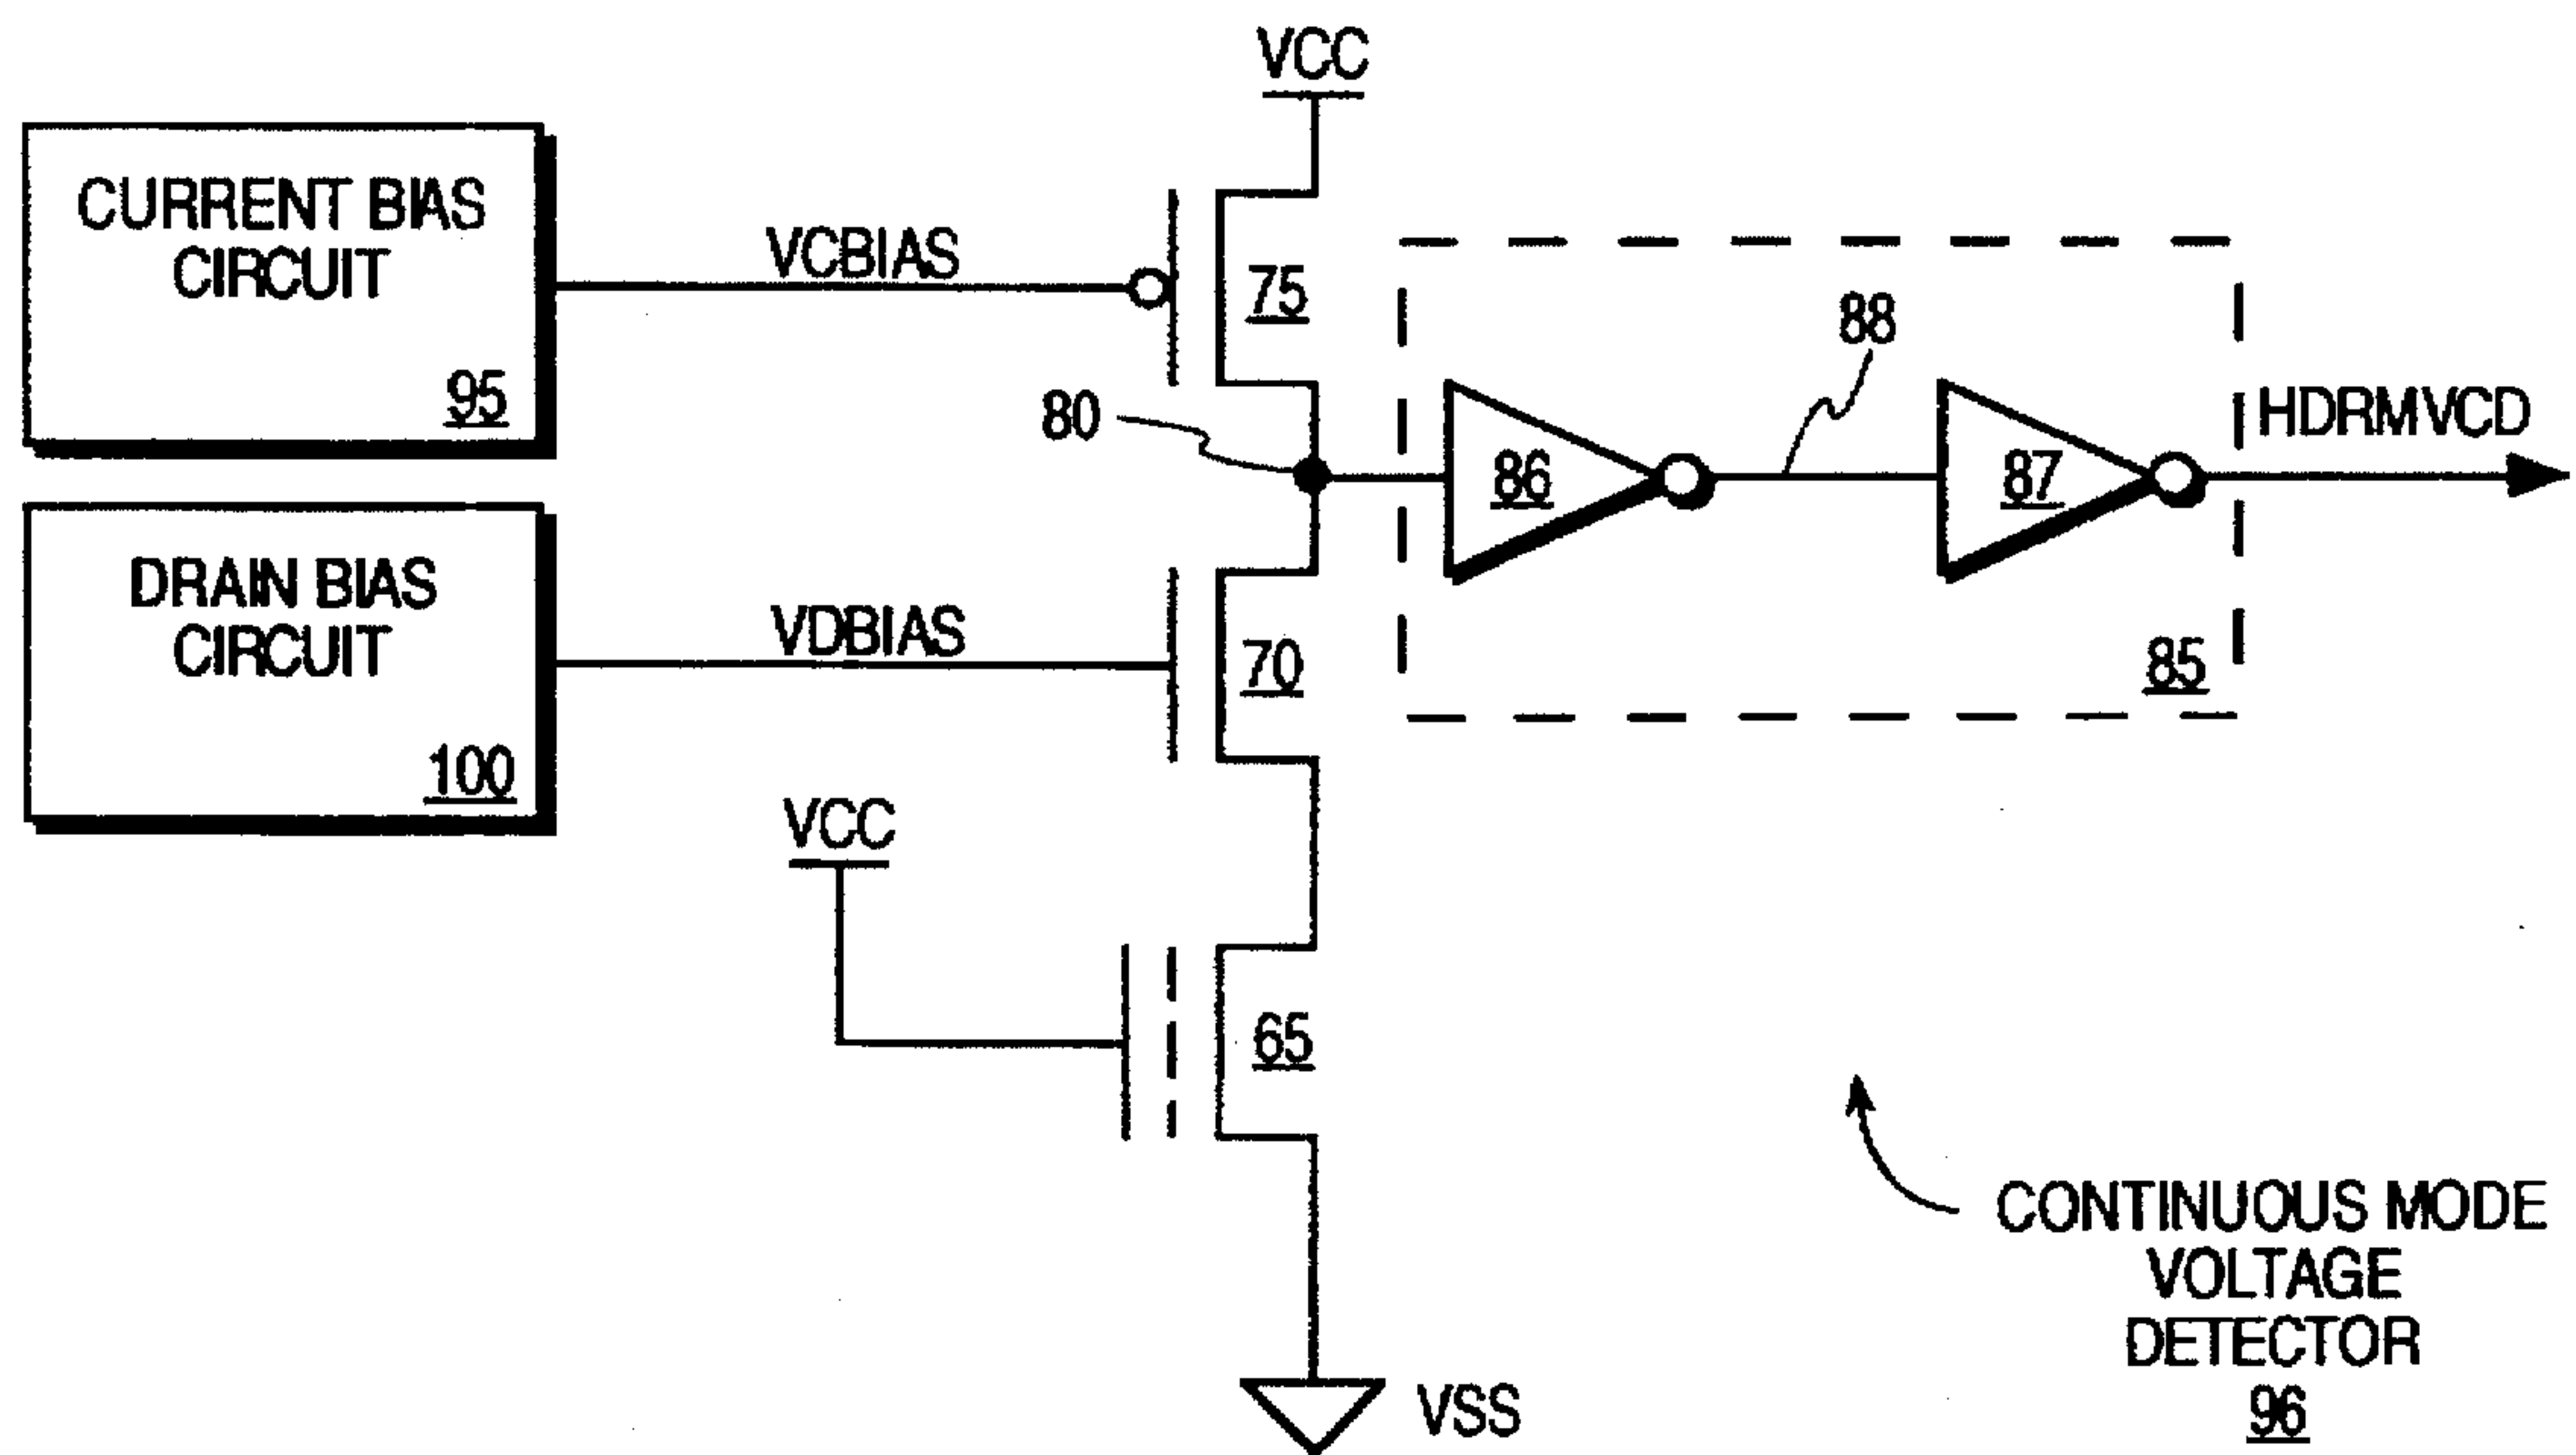 VCC
CURRENT BIAS
CIRCUIT
95
VCBIAS
75
80
86
88
87
HDRMVCD
85
DRAIN BIAS
CIRCUIT
100
VDBIAS
70
VCC
65
VSS
CONTINUOUS MODE
VOLTAGE
DETECTOR
96